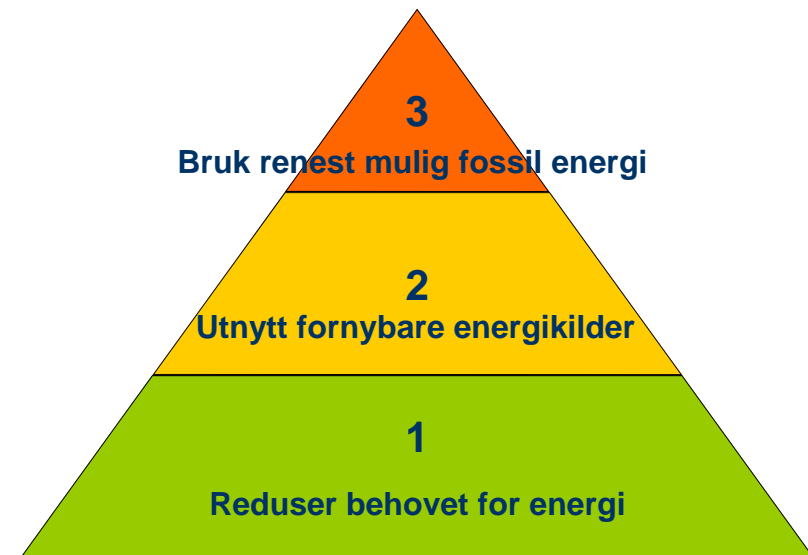 3
Bruk renest mulig fossil energi
2
Utnytt fornybare energikilder
1
Reduser behovet for energi